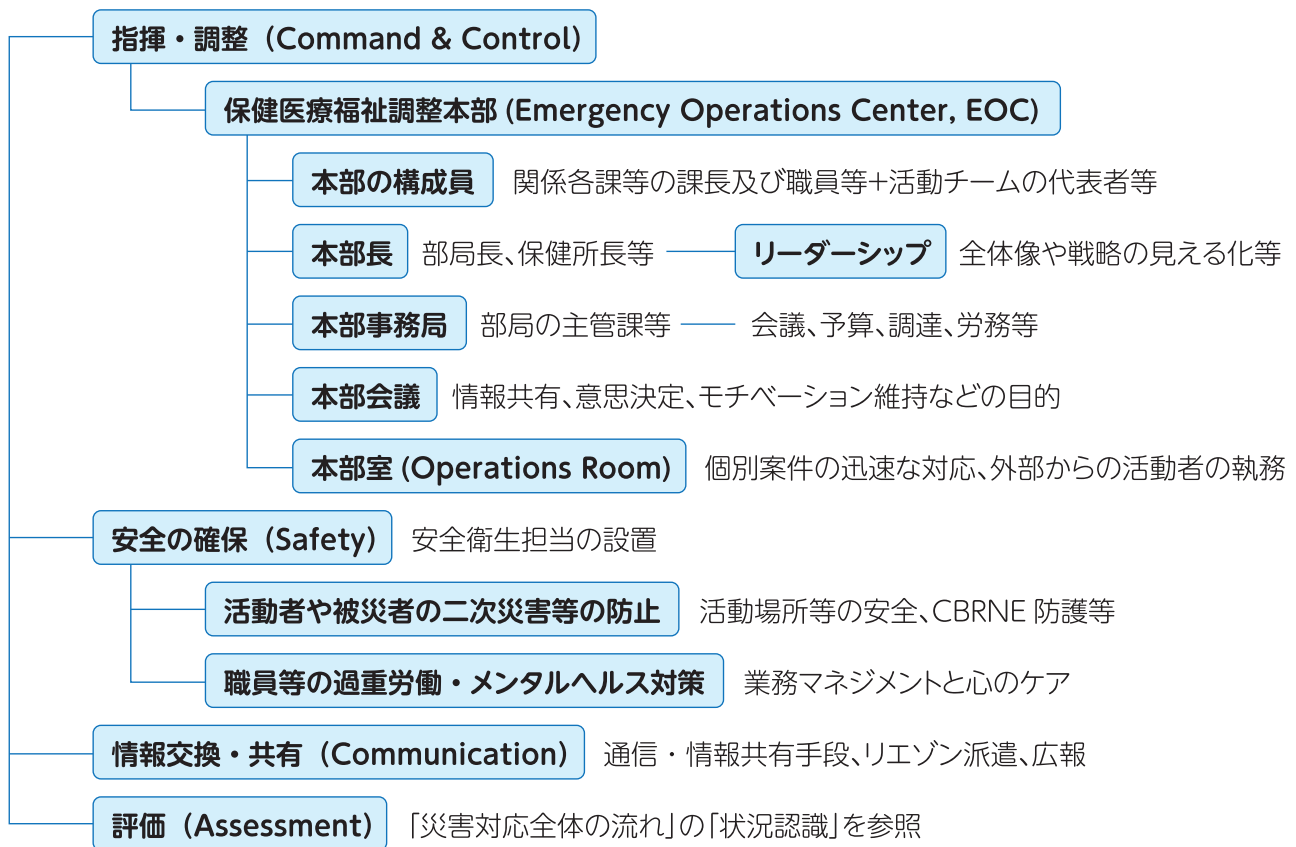 指揮・調整（Command & Control）
保健医療福祉調整本部 (Emergency Operations Center, EOC)
本部の構成員 関係各課等の課長及び職員等+活動チームの代表者等
本部長 部局長、保健所長等 リーダーシップ 全体像や戦略の見える化等
本部事務局 部局の主管課等 会議、予算、調達、労務等
本部会議 情報共有、意思決定、モチベーション維持などの目的
本部室 (Operations Room) 個別案件の迅速な対応、外部からの活動者の執務
安全の確保（Safety） 安全衛生担当の設置
活動者や被災者の二次災害等の防止 活動場所等の安全、CBRNE 防護等
職員等の過重労働・メンタルヘルス対策 業務マネジメントと心のケア
情報交換・共有（Communication） 通信・情報共有手段、リエゾン派遣、広報
評価（Assessment） 「災害対応全体の流れ」の「状況認識」を参照